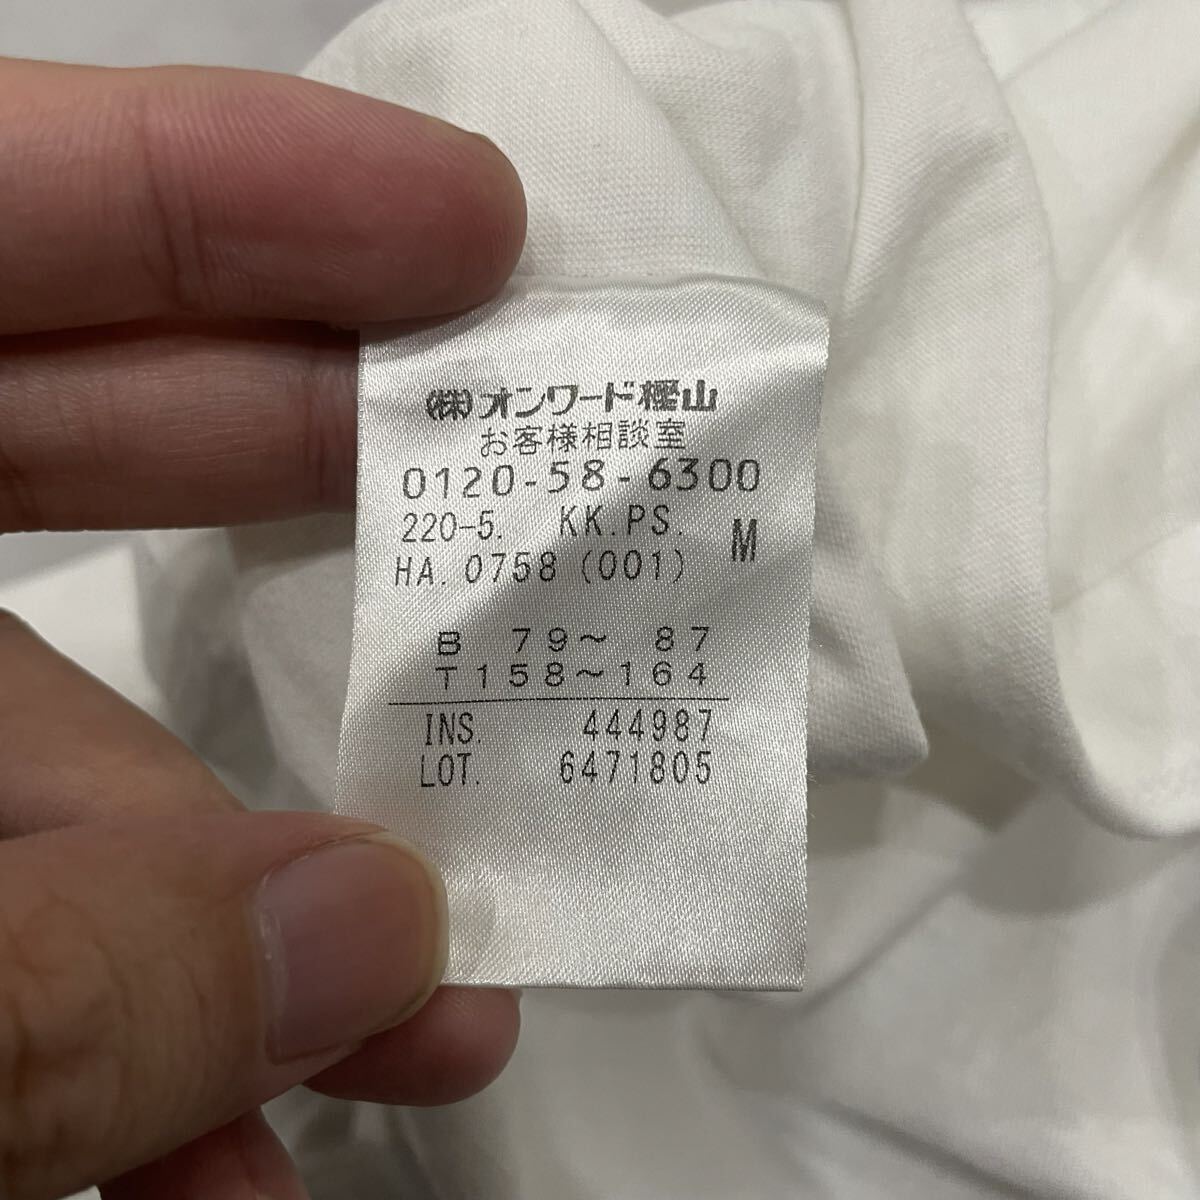 ㈱オンワード樫山
お客様相談室
0120-58-6300
220-5. KK.PS. M
HA.0758(001)
B 79～ 87
T158～164
INS. 444987
LOT. 6471805